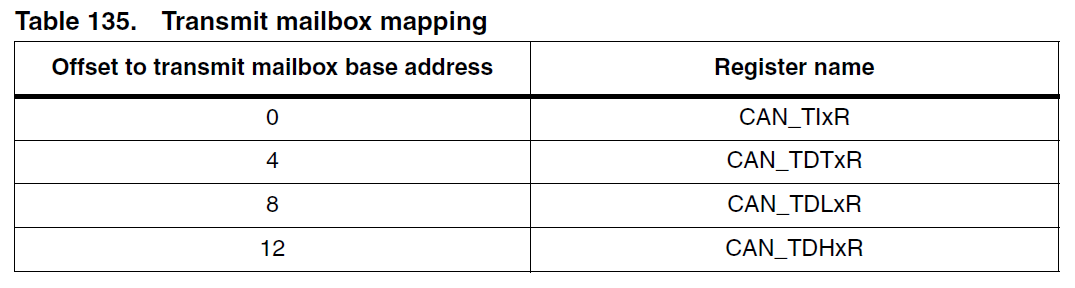 Table 135. Transmit mailbox mapping
Offset to transmit mailbox base address Register name
0 CAN_TIxR
4 CAN_TDTxR
8 CAN_TDLxR
12 CAN_TDHxR